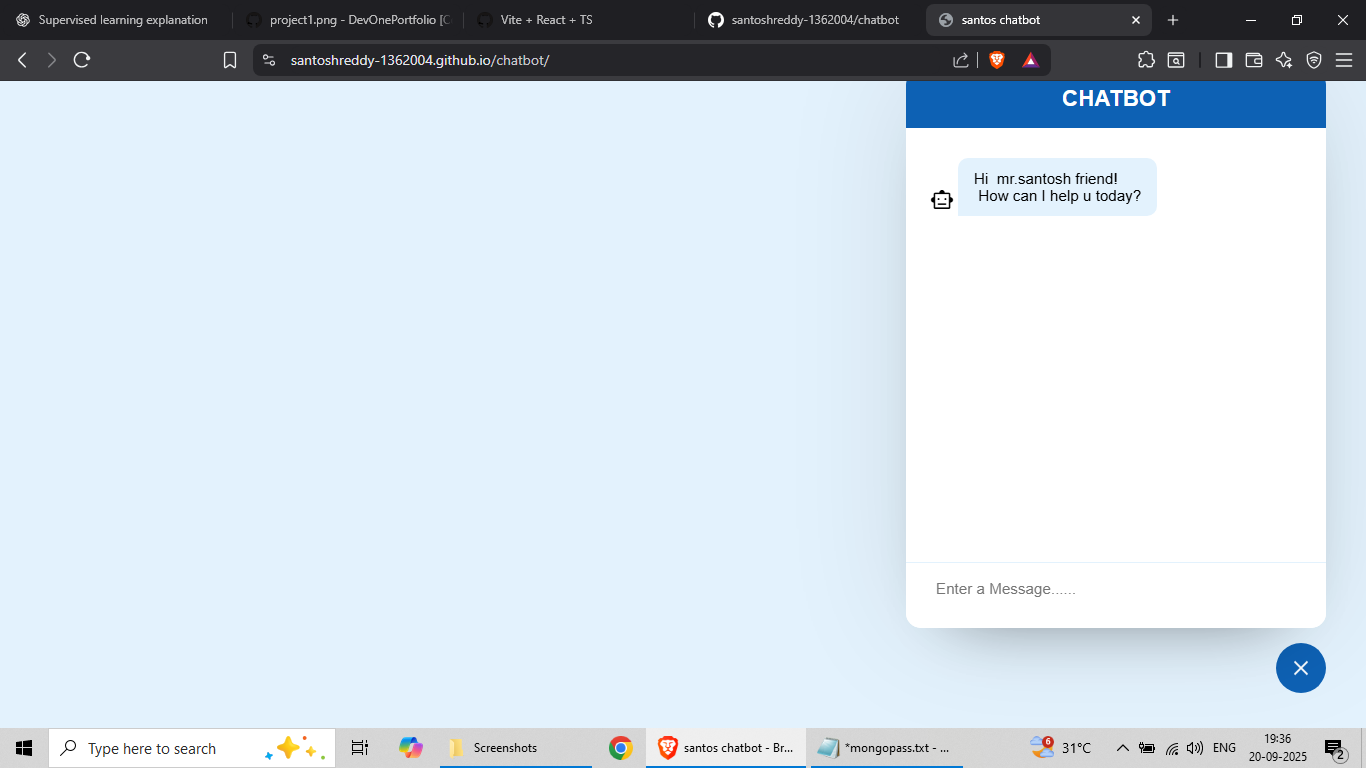 Supervised learning explanation
project1.png - DevOnePortfolio [C
Vite + React + TS
santoshreddy-1362004/chatbot
santos chatbot
santoshreddy-1362004.github.io/chatbot/
CHATBOT
Hi  mr.santosh friend!
How can I help u today?
Enter a Message......
Type here to search
Screenshots
santos chatbot - Br...
*mongopass.txt - ...
6
31°C
ENG
19:36
20-09-2025
2